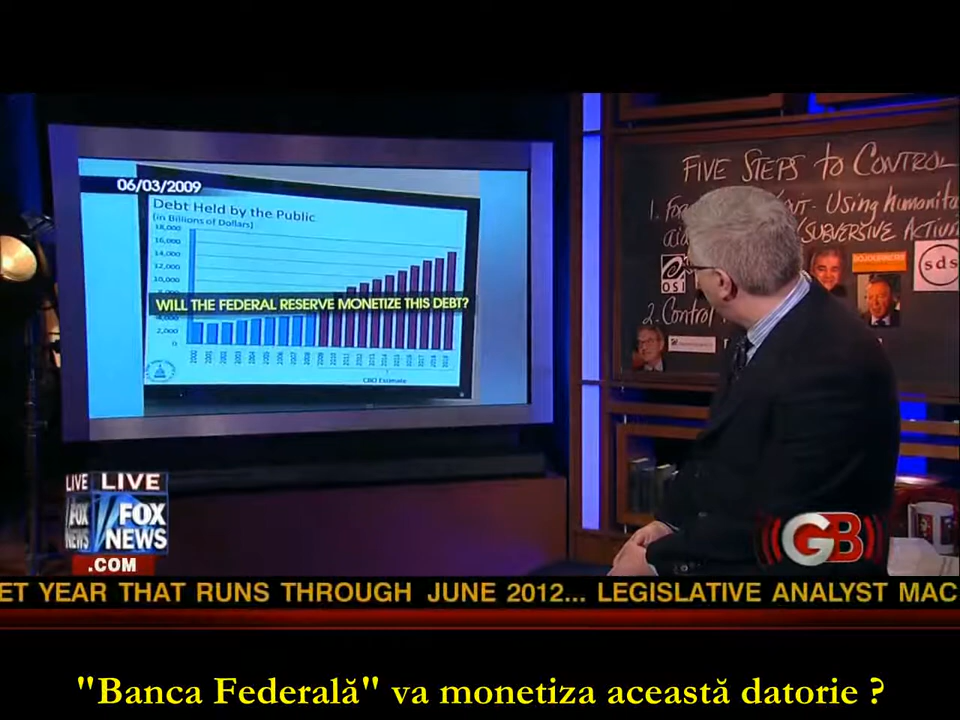 06/03/2009
Debt Held by the Public
(in Billions of Dollars)
18,000
16,000
14,000
12,000
10,000
WILL THE FEDERAL RESERVE MONETIZE THIS DEBT?
2,000
0
CBO Estimate
FIVE STEPS TO CONTROL
1.
- USING
SUBVERSIVE
OSI
SOJOURNERS
sds
2. Control
LIVE LIVE
FOX NEWS
FOX
NEWS
.COM
GB
ET YEAR THAT RUNS THROUGH JUNE 2012... LEGISLATIVE ANALYST MAC
"Banca Federală" va monetiza această datorie ?